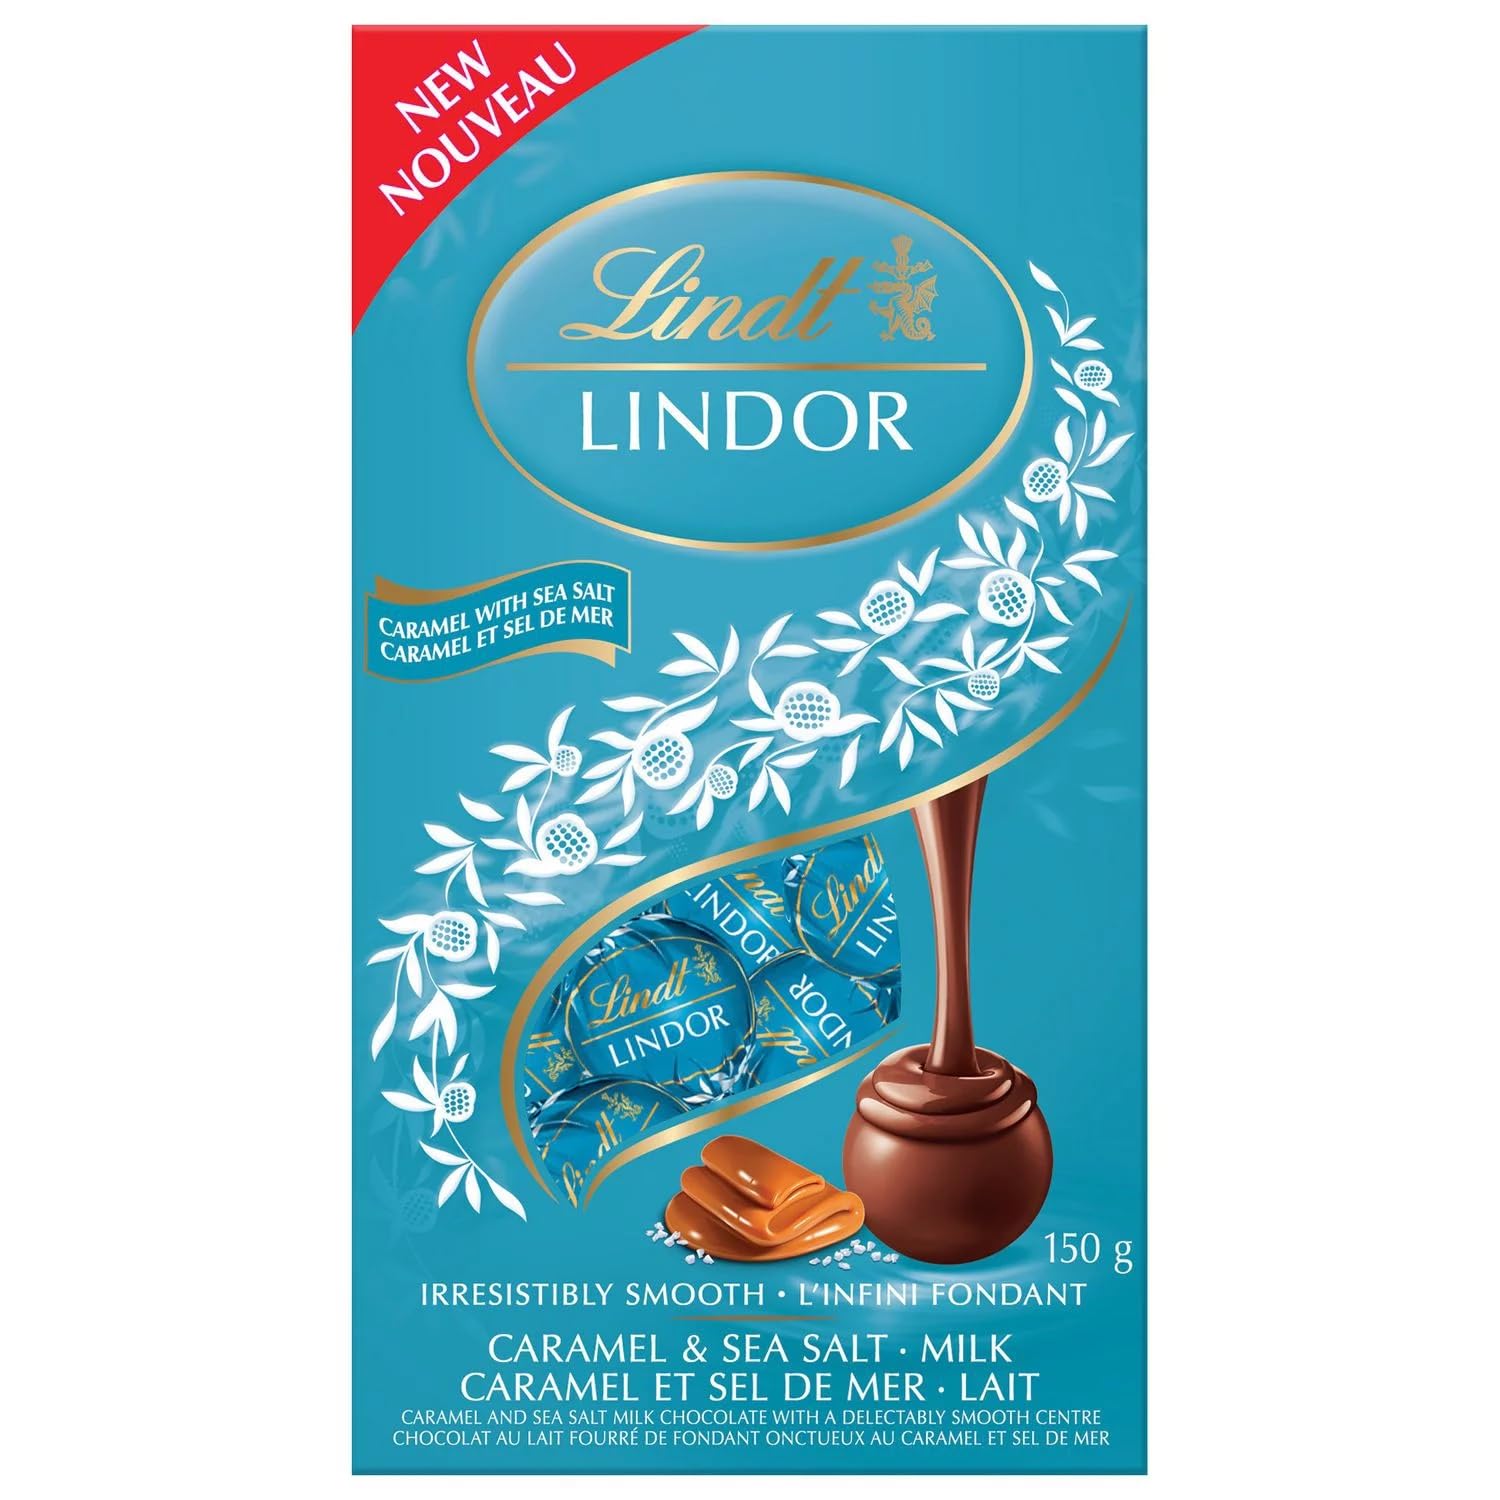 NEW
NOUVEAU
Lindt
LINDOR
CARAMEL WITH SEA SALT
CARAMEL ET SEL DE MER
LINDOR
Lindt
LINDOR
Lindt
LINDOR
150 g
IRRESISTIBLY SMOOTH • L'INFINI FONDANT
CARAMEL & SEA SALT • MILK
CARAMEL ET SEL DE MER • LAIT
CARAMEL AND SEA SALT MILK CHOCOLATE WITH A DELECTABLY SMOOTH CENTRE
CHOCOLAT AU LAIT FOURRÉ DE FONDANT ONCTUEUX AU CARAMEL ET SEL DE MER